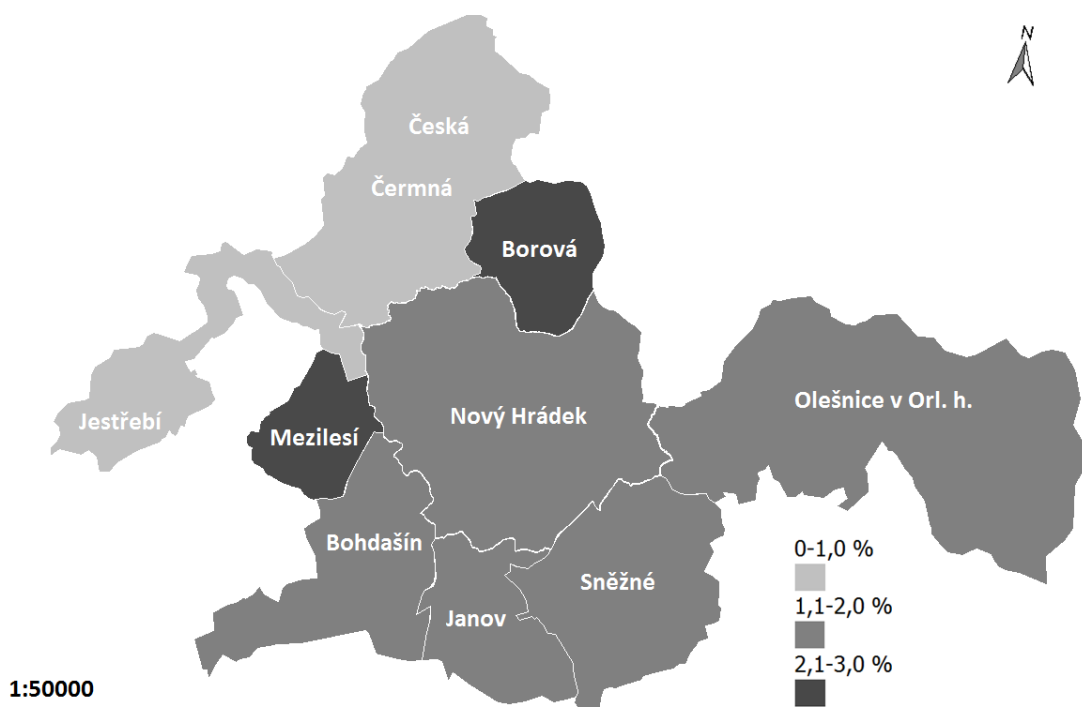 N
Česká
Čermná
Borová
Olešnice v Orl. h.
Jestřebí
Nový Hrádek
Mezilesí
Bohdašín
Sněžné
Janov
0-1,0 %
1,1-2,0 %
2,1-3,0 %
1:50000